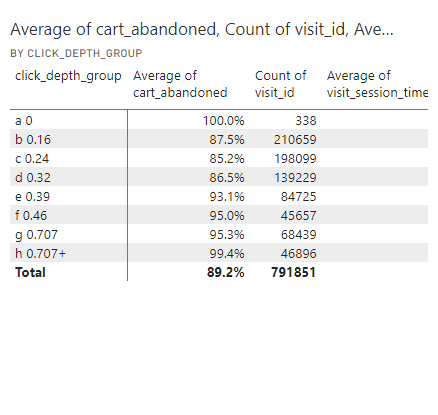 Average of cart_abandoned, Count of visit_id, Ave...
BY CLICK_DEPTH_GROUP
click_depth_group Average of cart_abandoned Count of visit_id Average of visit_session_time
a 0 100.0% 338
b 0.16 87.5% 210659
c 0.24 85.2% 198099
d 0.32 86.5% 139229
e 0.39 93.1% 84725
f 0.46 95.0% 45657
g 0.707 95.3% 68439
h 0.707+ 99.4% 46896
Total 89.2% 791851